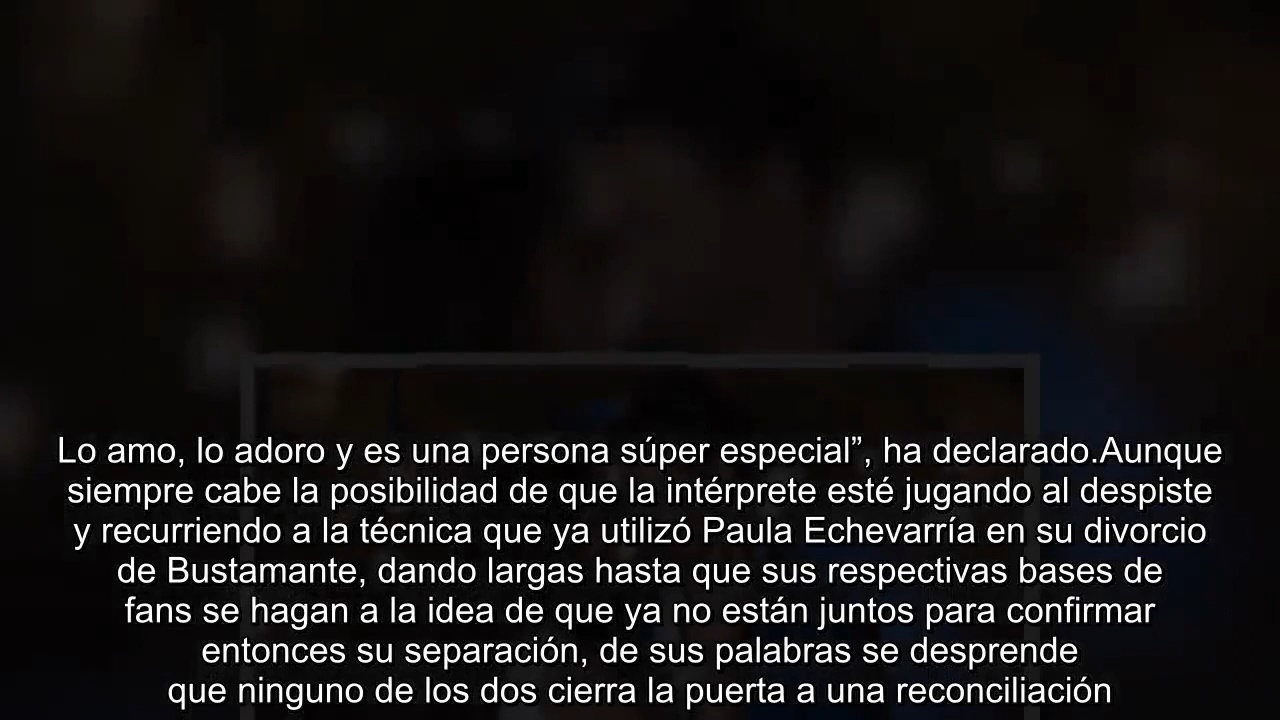 Lo amo, lo adoro y es una persona súper especial”, ha declarado.Aunque
siempre cabe la posibilidad de que la intérprete esté jugando al despiste
y recurriendo a la técnica que ya utilizó Paula Echevarría en su divorcio
de Bustamante, dando largas hasta que sus respectivas bases de
fans se hagan a la idea de que ya no están juntos para confirmar
entonces su separación, de sus palabras se desprende
que ninguno de los dos cierra la puerta a una reconciliación